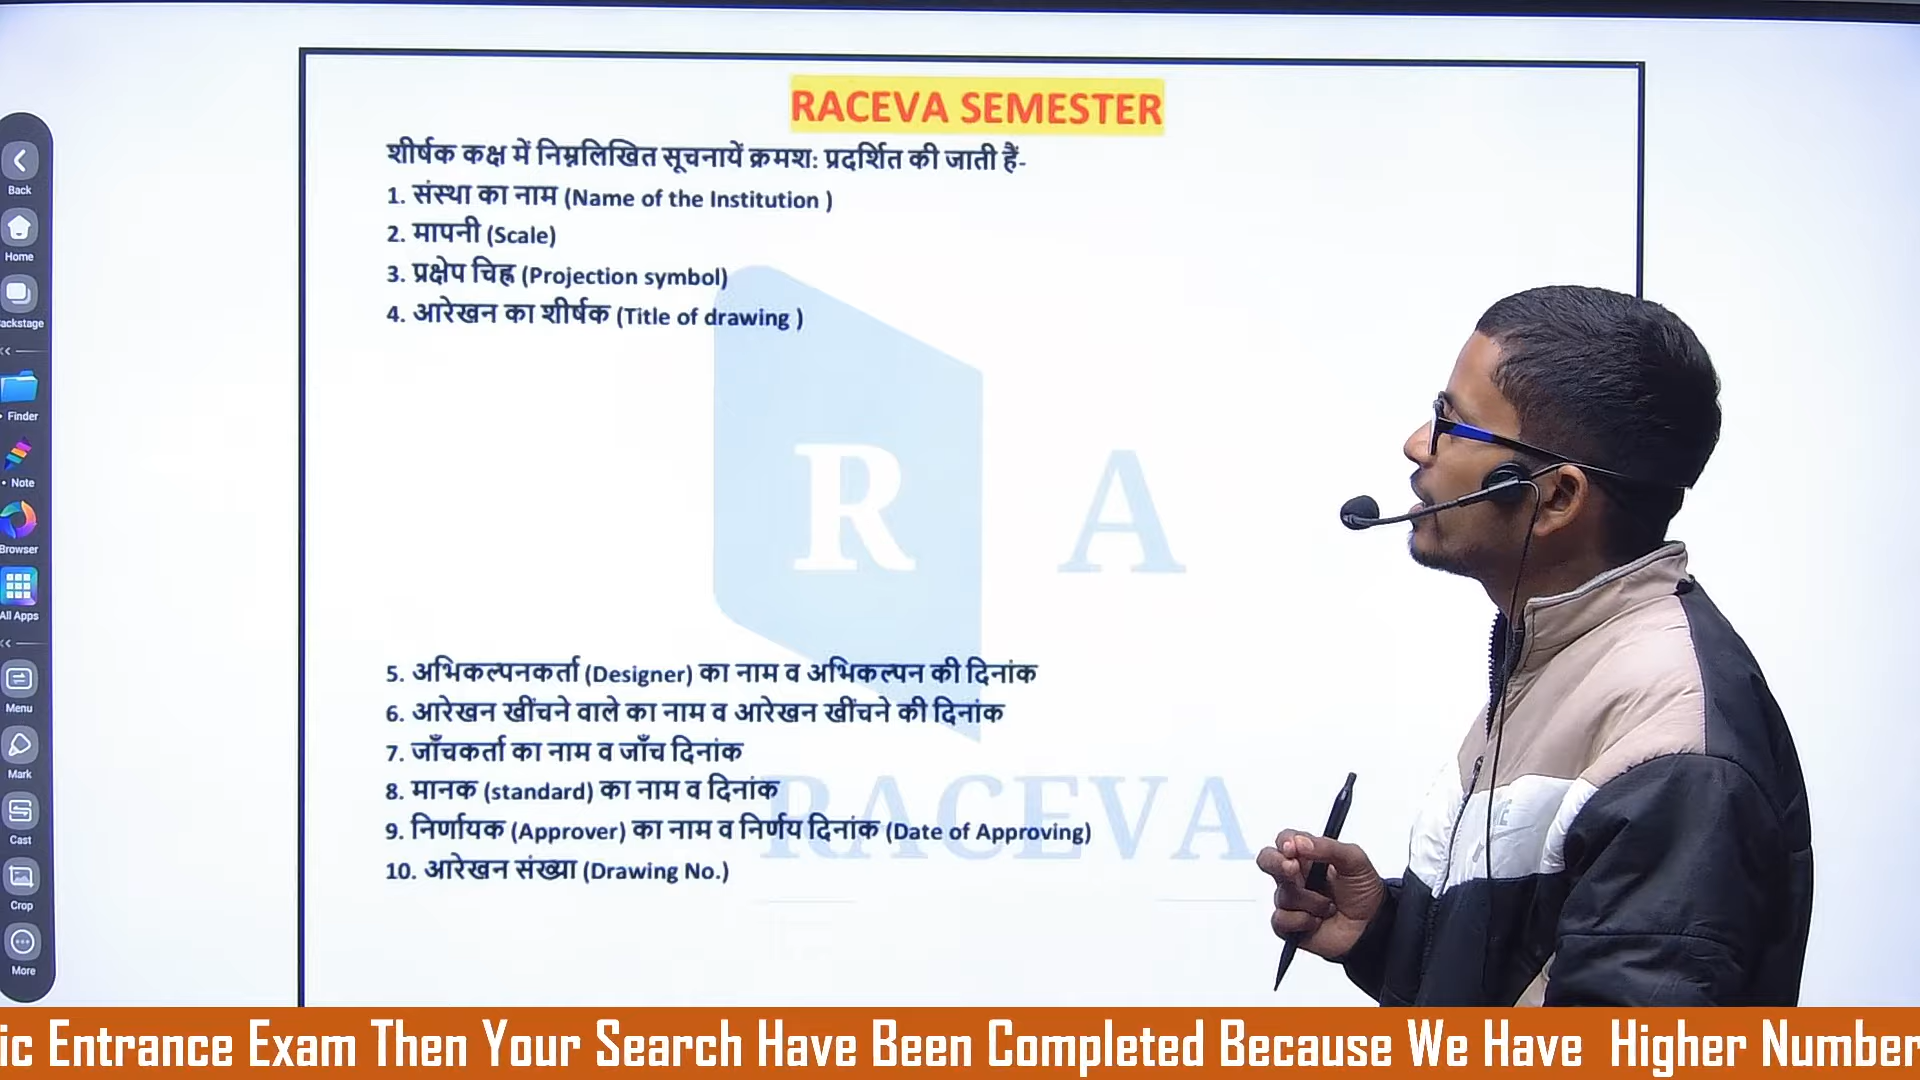 RACEVA SEMESTER
शीर्षक कक्ष में निम्नलिखित सूचनायें क्रमश: प्रदर्शित की जाती हैं-
1. संस्था का नाम (Name of the Institution )
2. मापनी (Scale)
3. प्रक्षेप चिह्न (Projection symbol)
4. आरेखन का शीर्षक (Title of drawing )
R A
5. अभिकल्पनकर्ता (Designer) का नाम व अभिकल्पन की दिनांक
6. आरेखन खींचने वाले का नाम व आरेखन खींचने की दिनांक
7. जाँचकर्ता का नाम व जाँच दिनांक
8. मानक (standard) का नाम व दिनांक
RACEVA
9. निर्णायक (Approver) का नाम व निर्णय दिनांक (Date of Approving)
10. आरेखन संख्या (Drawing No.)
Back
Home
ackstage
Finder
Note
Browser
All Apps
Menu
Mark
Cast
Crop
More
ic Entrance Exam Then Your Search Have Been Completed Because We Have Higher Number